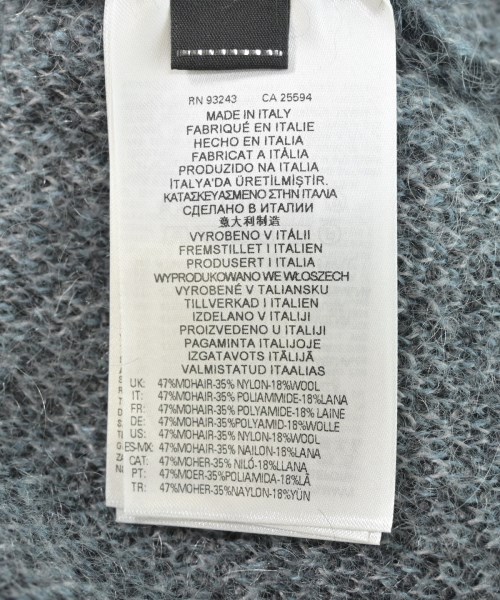 RN 93243 CA 25594
MADE IN ITALY
FABRIQUÉ EN ITALIE
HECHO EN ITALIA
FABRICAT A ITÀLIA
PRODUZIDO NA ITALIA
İTALYA'DA ÜRETİLMİŞTİR.
ΚΑΤΑΣΚΕΥΑΣΜΕΝΟ ΣΤΗΝ ΙΤΑΛΙΑ
СДЕЛАНО В ИТАЛИИ
意大利制造
VYROBENO V ITÁLII
FREMSTILLET I ITALIEN
PRODUSERT I ITALIA
WYPRODUKOWANO WE WŁOSZECH
VYROBENÉ V TALIANSKU
TILLVERKAD I ITALIEN
IZDELANO V ITALIJI
PROIZVEDENO U ITALIJI
PAGAMINTA ITALIJOJE
IZGATAVOTS ITĀLIJĀ
VALMISTATUD ITAALIAS
UK: 47%MOHAIR-35% NYLON-18%WOOL
IT: 47%MOHAIR-35% POLIAMMIDE-18%LANA
FR: 47%MOHAIR-35% POLYAMIDE-18% LAINE
DE: 47%MOHAIR-35%POLYAMID-18%WOLLE
US: 47%MOHAIR-35% NYLON-18%WOOL
ES-MX: 47%MOHAIR-35% NAILON-18%LANA
CAT: 47%MOHER-35% NILÓ-18%LLANA
PT: 47%MOER-35%POLIAMIDA-18%LÃ
TR: 47%MOHER-35%NAYLON-18%YÜN